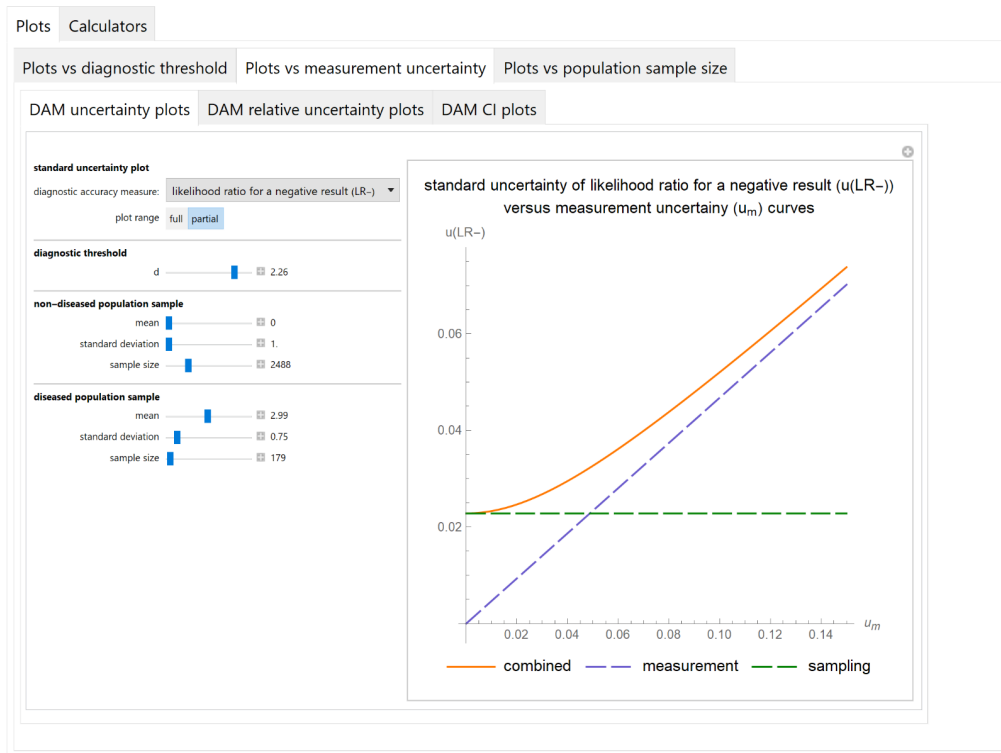 Plots Calculators
Plots vs diagnostic threshold Plots vs measurement uncertainty Plots vs population sample size
DAM uncertainty plots DAM relative uncertainty plots DAM CI plots
standard uncertainty plot
diagnostic accuracy measure: likelihood ratio for a negative result (LR−)
plot range full partial
diagnostic threshold
d 2.26
non−diseased population sample
mean 0
standard deviation 1.
sample size 2488
diseased population sample
mean 2.99
standard deviation 0.75
sample size 179
standard uncertainty of likelihood ratio for a negative result (u(LR−))
versus measurement uncertainy (uₘ) curves
u(LR−)
0.06
0.04
0.02
0.02 0.04 0.06 0.08 0.10 0.12 0.14 uₘ
combined measurement sampling